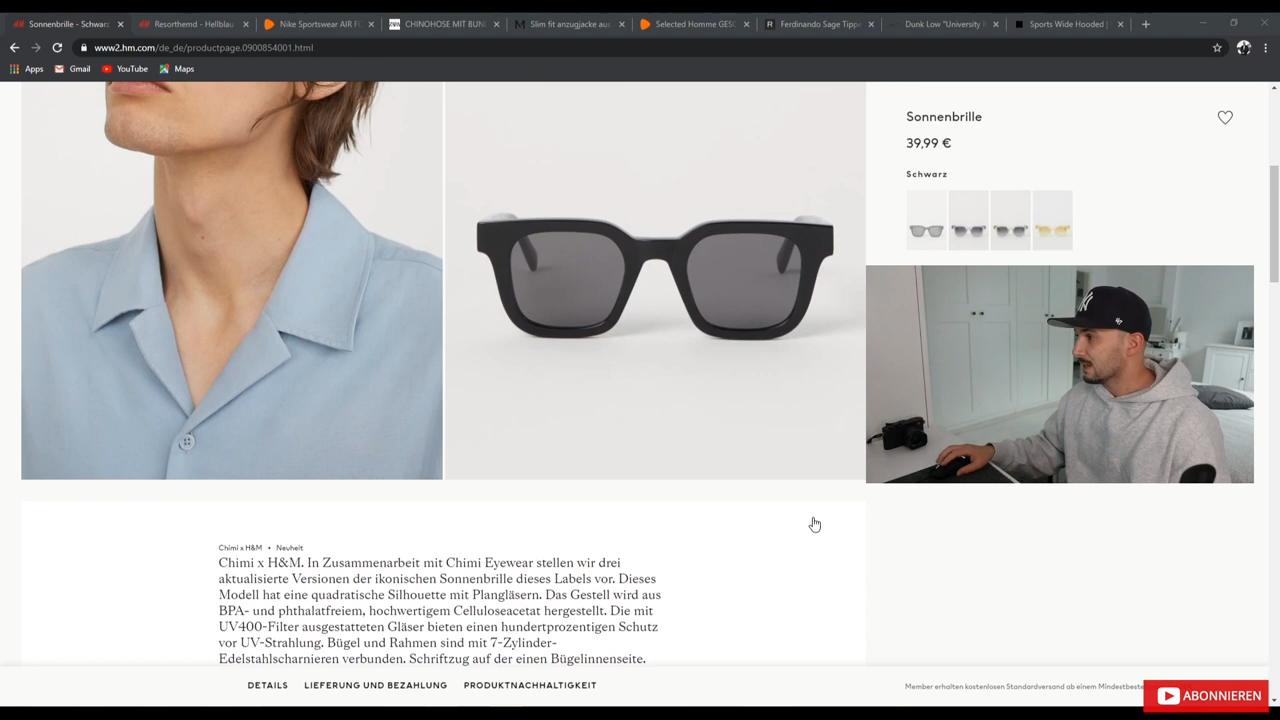 Sonnenbrille - Schwar
Resorthemd - Hellblau
Nike Sportswear AIR F
CHINOHOSE MIT BUN
Slim fit anzugjacke au
Selected Homme GES
Ferdinando Sage Tippe
Dunk Low "University
Sports Wide Hooded
www2.hm.com/de_de/productpage.0900854001.html
Apps Gmail YouTube Maps
Sonnenbrille
39,99 €
Schwarz
Chimi x H&M • Neuheit
Chimi x H&M. In Zusammenarbeit mit Chimi Eyewear stellen wir drei
aktualisierte Versionen der ikonischen Sonnenbrille dieses Labels vor. Dieses
Modell hat eine quadratische Silhouette mit Plangläsern. Das Gestell wird aus
BPA- und phthalatfreiem, hochwertigem Celluloseacetat hergestellt. Die mit
UV400-Filter ausgestatteten Gläser bieten einen hundertprozentigen Schutz
vor UV-Strahlung. Bügel und Rahmen sind mit 7-Zylinder-
Edelstahlscharnieren verbunden. Schriftzug auf der einen Bügelinnenseite.
DETAILS LIEFERUNG UND BEZAHLUNG PRODUKTNACHHALTIGKEIT
Member erhalten kostenlosen Standardversand ab einem Mindestbeste
ABONNIEREN